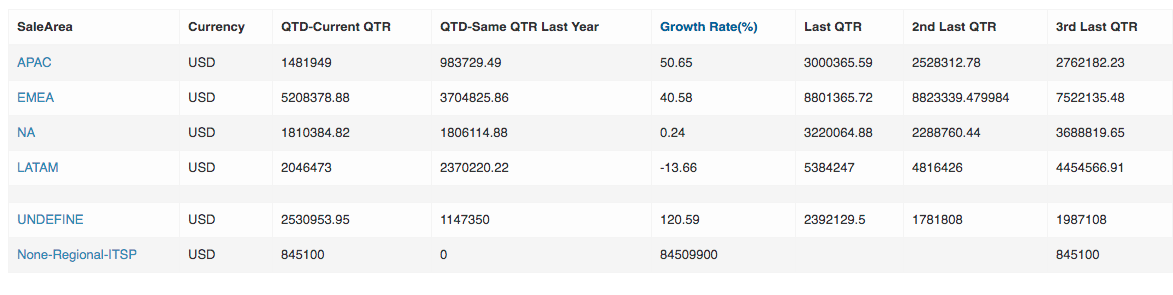 SaleArea Currency QTD-Current QTR QTD-Same QTR Last Year Growth Rate(%) Last QTR 2nd Last QTR 3rd Last QTR
APAC USD 1481949 983729.49 50.65 3000365.59 2528312.78 2762182.23
EMEA USD 5208378.88 3704825.86 40.58 8801365.72 8823339.479984 7522135.48
NA USD 1810384.82 1806114.88 0.24 3220064.88 2288760.44 3688819.65
LATAM USD 2046473 2370220.22 -13.66 5384247 4816426 4454566.91
UNDEFINE USD 2530953.95 1147350 120.59 2392129.5 1781808 1987108
None-Regional-ITSP USD 845100 0 84509900 845100